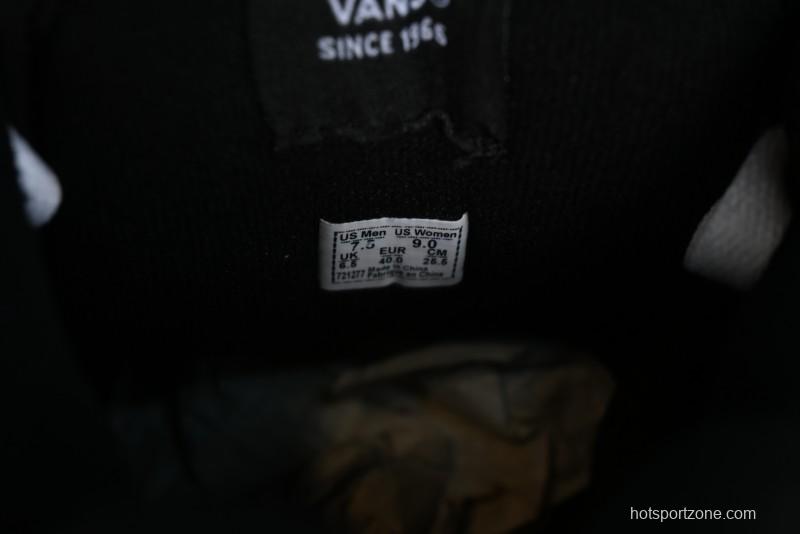 VANS
SINCE 1966
US Men US Women
7.5 9.0
UK EUR CM
6.5 40.0 25.5
721277 Made in China
Fabriqué en China
hotsportzone.com